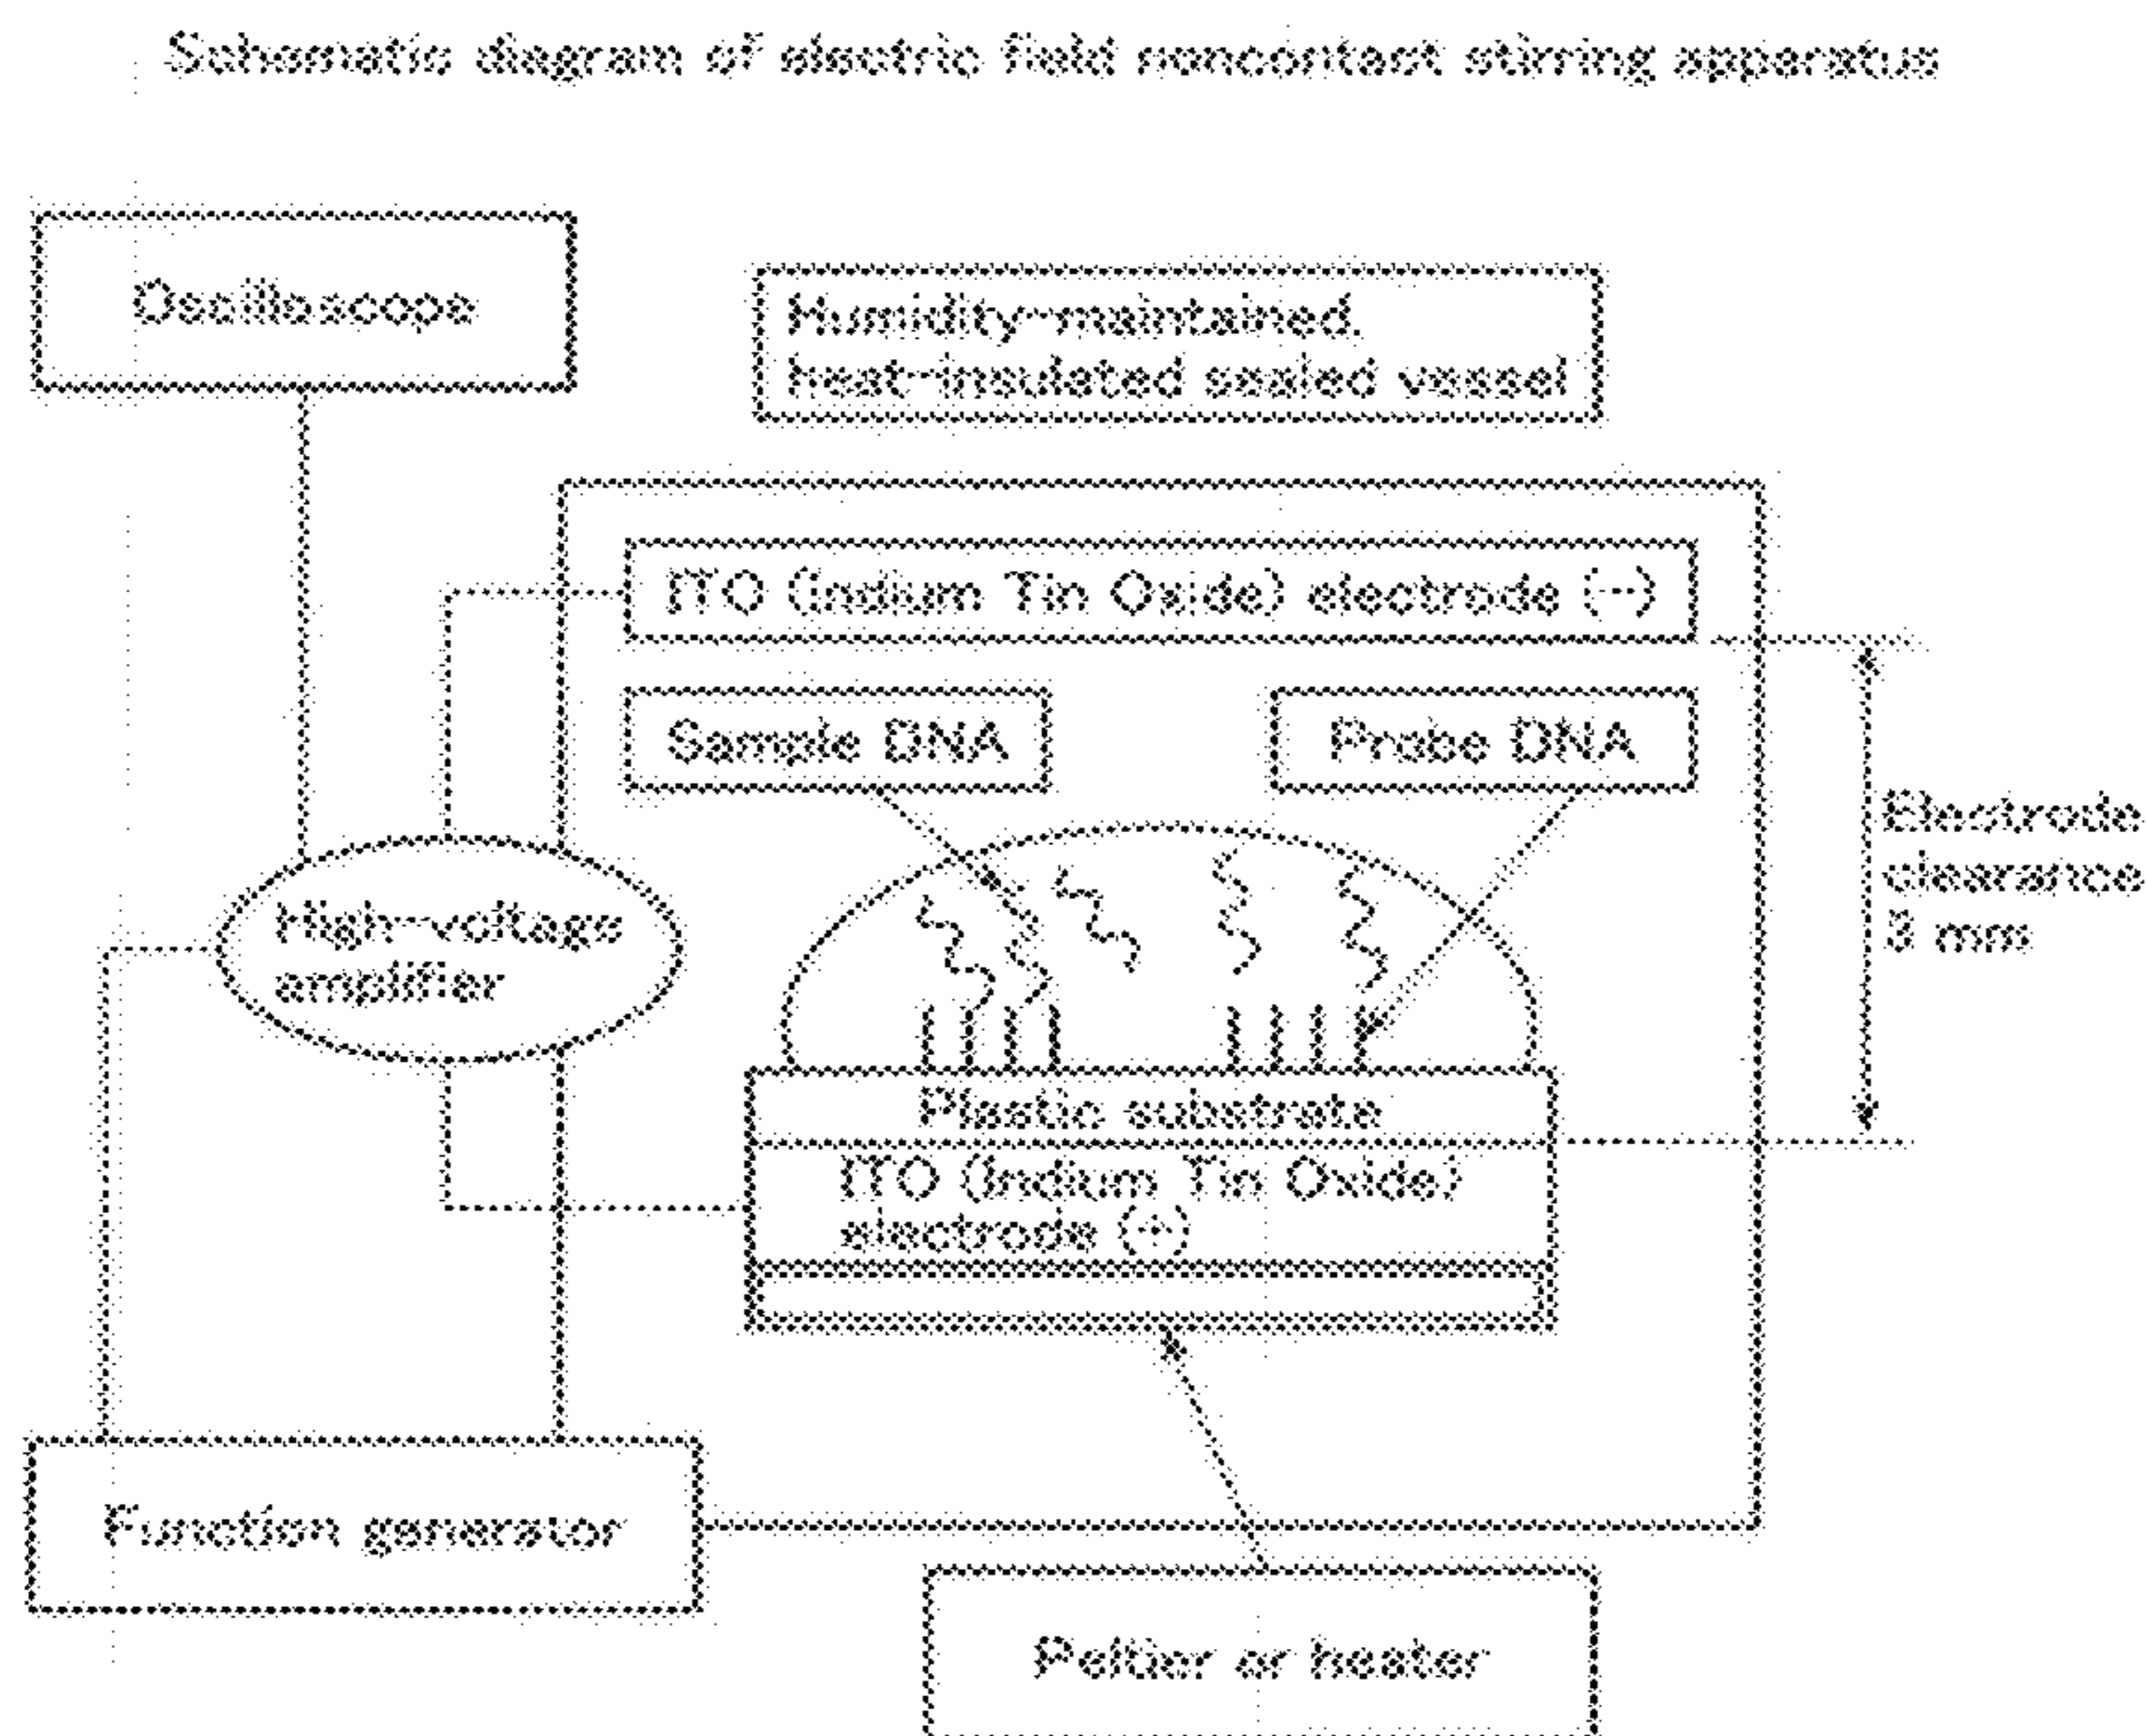 Schematic diagram of electric field noncontact stirring apparatus
Oscilloscope
Humidity-maintained,
heat-insulated sealed vessel
ITO (Indium Tin Oxide) electrode (-)
Sample DNA
Probe DNA
Electrode
clearance
3 mm
High-voltage
amplifier
Plastic substrate
ITO (Indium Tin Oxide)
electrode (+)
Function generator
Peltier or heater